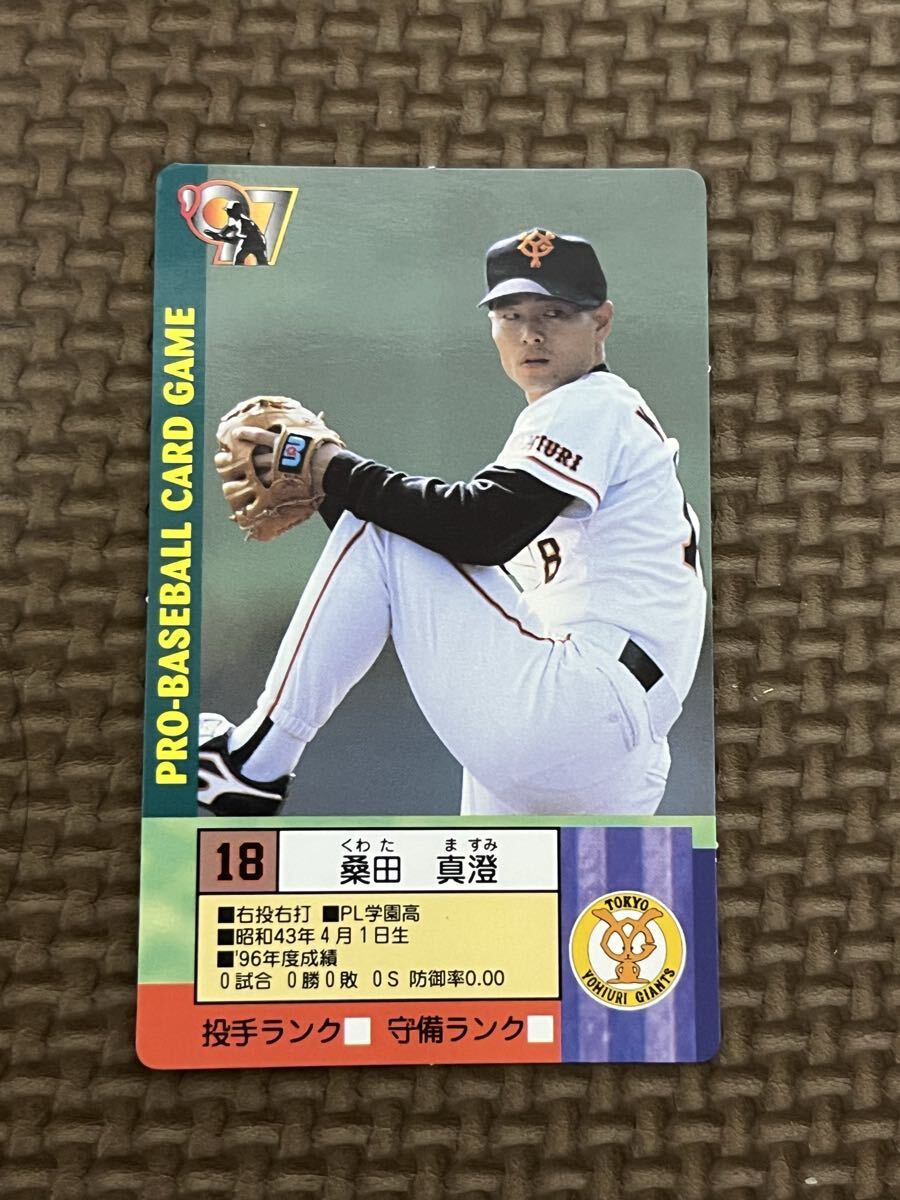 '97
PRO-BASEBALL CARD GAME
YG
YOMIURI
8
18
くわ た ま すみ
桑田 真澄
■右投右打 ■PL学園高
■昭和43年4月1日生
■'96年度成績
0試合 0勝0敗 0S 防御率0.00
投手ランク 守備ランク
TOKYO
YG
YOMIURI GIANTS